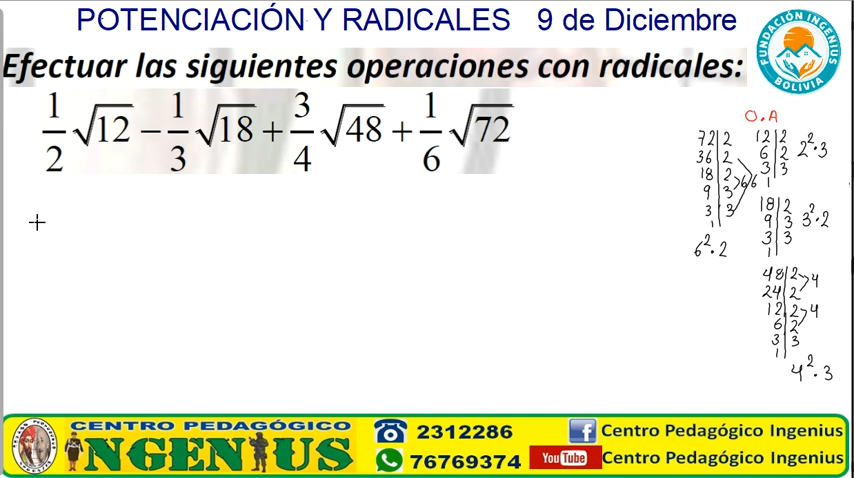 POTENCIACIÓN Y RADICALES 9 de Diciembre
FUNDACIÓN INGENIUS
BOLIVIA
Efectuar las siguientes operaciones con radicales:
1/2 √12 − 1/3 √18 + 3/4 √48 + 1/6 √72
+
O.A
72 | 2
36 | 2
18 | 2
9 | 3 > 6 6
3 | 3
1
6²·2
12 | 2
6 | 2 2²·3
3 | 3
1
18 | 2
9 | 3 3²·2
3 | 3
1
48 | 2 > 4
24 | 2
12 | 2 > 4
6 | 2
3 | 3
1
4²·3
CENTRO PEDAGÓGICO
INGENIUS
2312286
76769374
Centro Pedagógico Ingenius
YouTube Centro Pedagógico Ingenius